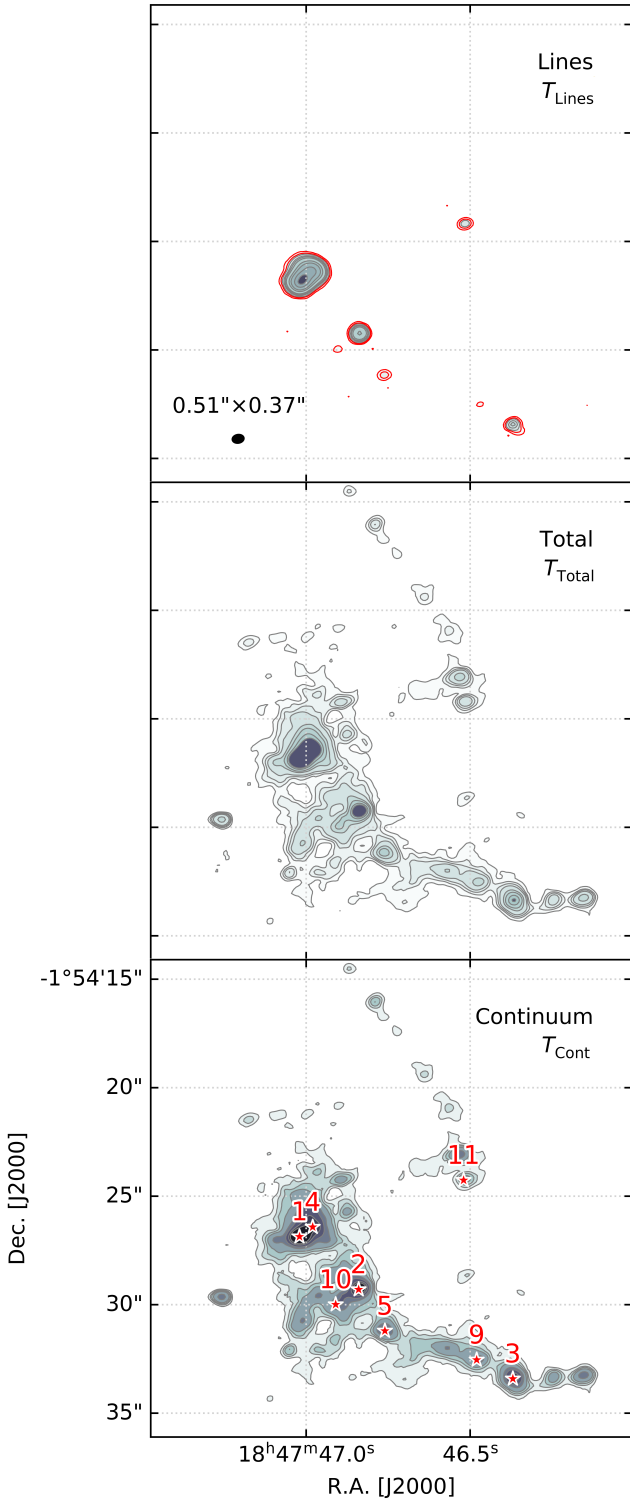 Lines
T_Lines
0.51"×0.37"
Total
T_Total
-1°54'15"
Continuum
T_Cont
20"
11
25"
14
2
10
30"
5
9
3
35"
18ʰ47ᵐ47.0ˢ
46.5ˢ
Dec. [J2000]
R.A. [J2000]